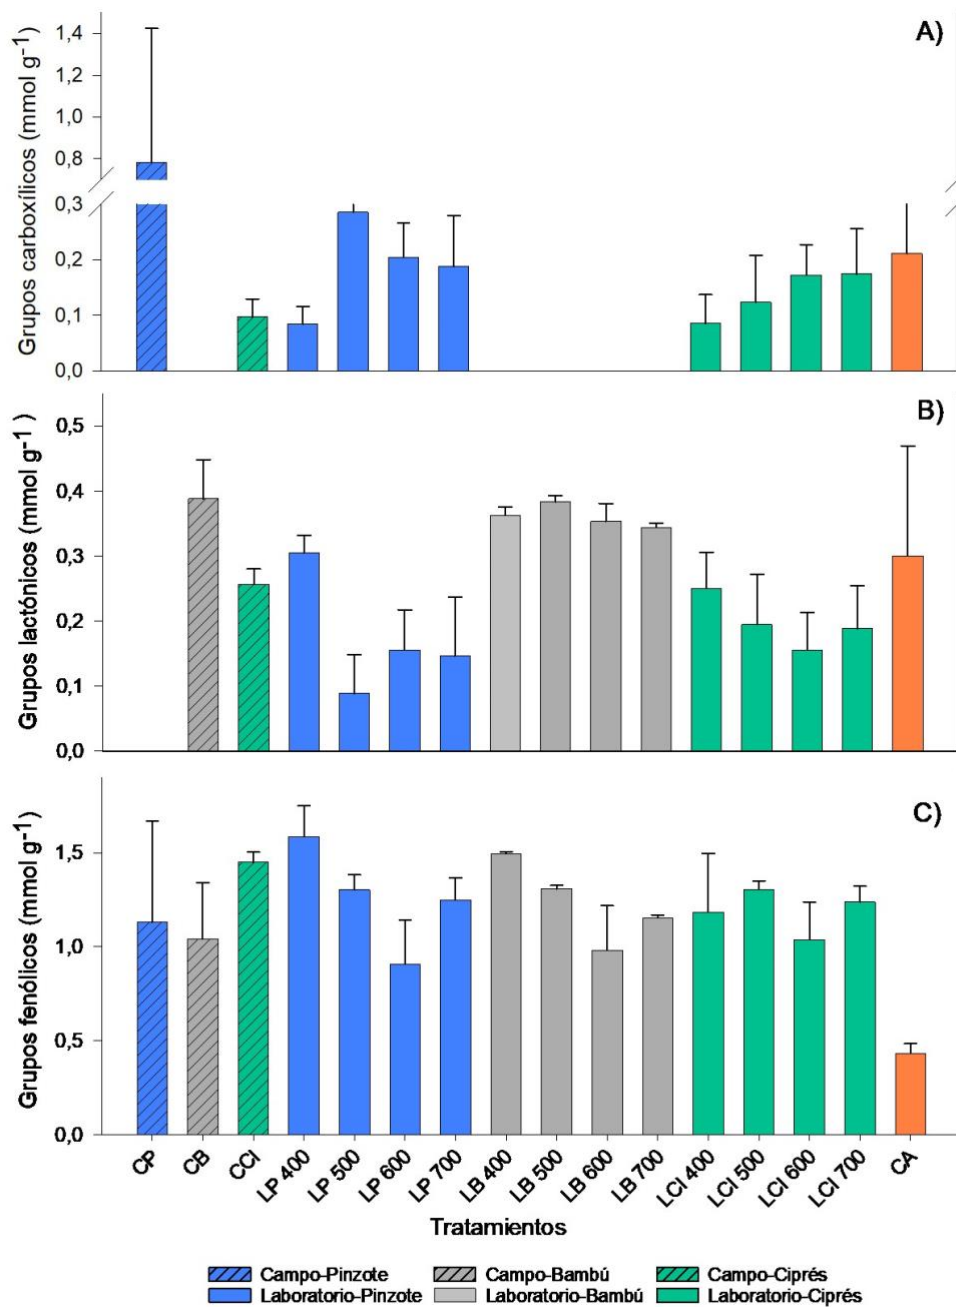 A)
Grupos carboxílicos (mmol g-1)
1,4
1,2
1,0
0,8
0,3
0,2
0,1
0,0
B)
Grupos lactónicos (mmol g-1 )
0,5
0,4
0,3
0,2
0,1
0,0
C)
Grupos fenólicos (mmol g-1)
1,5
1,0
0,5
0,0
CP CB CCi LP 400 LP 500 LP 600 LP 700 LB 400 LB 500 LB 600 LB 700 LCI 400 LCI 500 LCI 600 LCI 700 CA
Tratamientos
Campo-Pinzote Campo-Bambú Campo-Ciprés
Laboratorio-Pinzote Laboratorio-Bambú Laboratorio-Ciprés